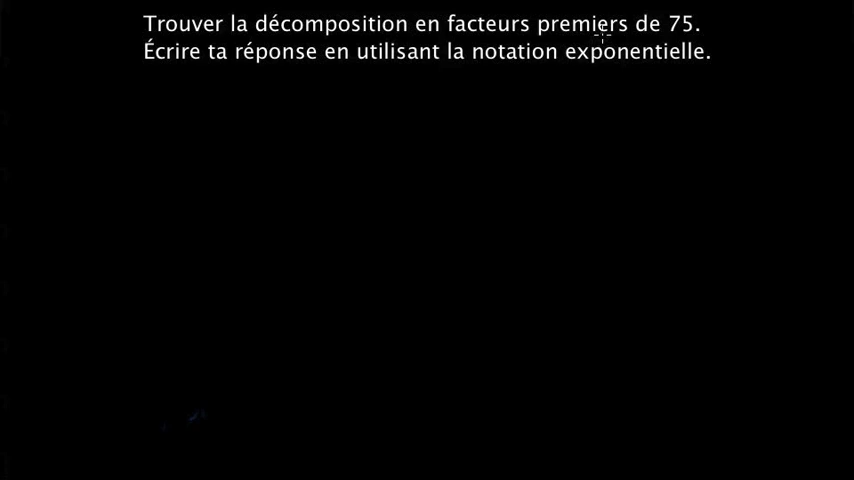 Trouver la décomposition en facteurs premiers de 75.
Écrire ta réponse en utilisant la notation exponentielle.